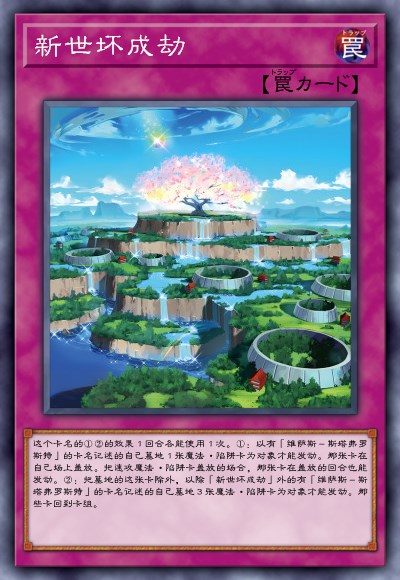 新世坏成劫
トラップ
罠
トラップ
【罠カード】
这个卡名的①②的效果1回合各能使用1次。①：以有「维萨斯－斯塔弗罗
斯特」的卡名记述的自己墓地1张魔法·陷阱卡为对象才能发动。那张卡在
自己场上盖放。把速攻魔法·陷阱卡盖放的场合，那张卡在盖放的回合也能
发动。②：把墓地的这张卡除外，以除「新世坏成劫」外的有「维萨斯－斯
塔弗罗斯特」的卡名记述的自己墓地3张魔法·陷阱卡为对象才能发动。那
些卡回到卡组。